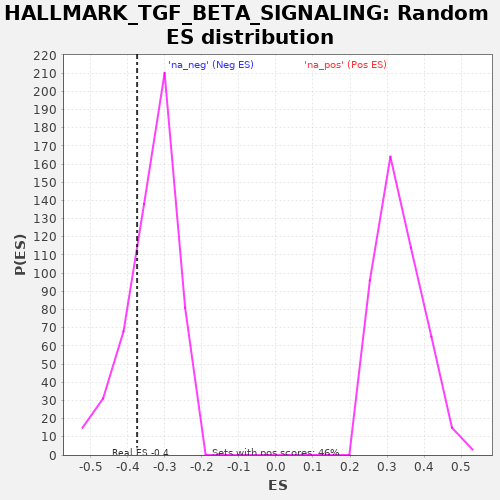 HALLMARK_TGF_BETA_SIGNALING: Random
ES distribution
'na_neg' (Neg ES)
'na_pos' (Pos ES)
220
210
200
190
180
170
160
150
140
130
120
110
100
90
80
70
60
50
40
30
20
10
0
P(ES)
Real ES -0.4
Sets with pos scores: 46%
-0.5 -0.4 -0.3 -0.2 -0.1 0.0 0.1 0.2 0.3 0.4 0.5
ES